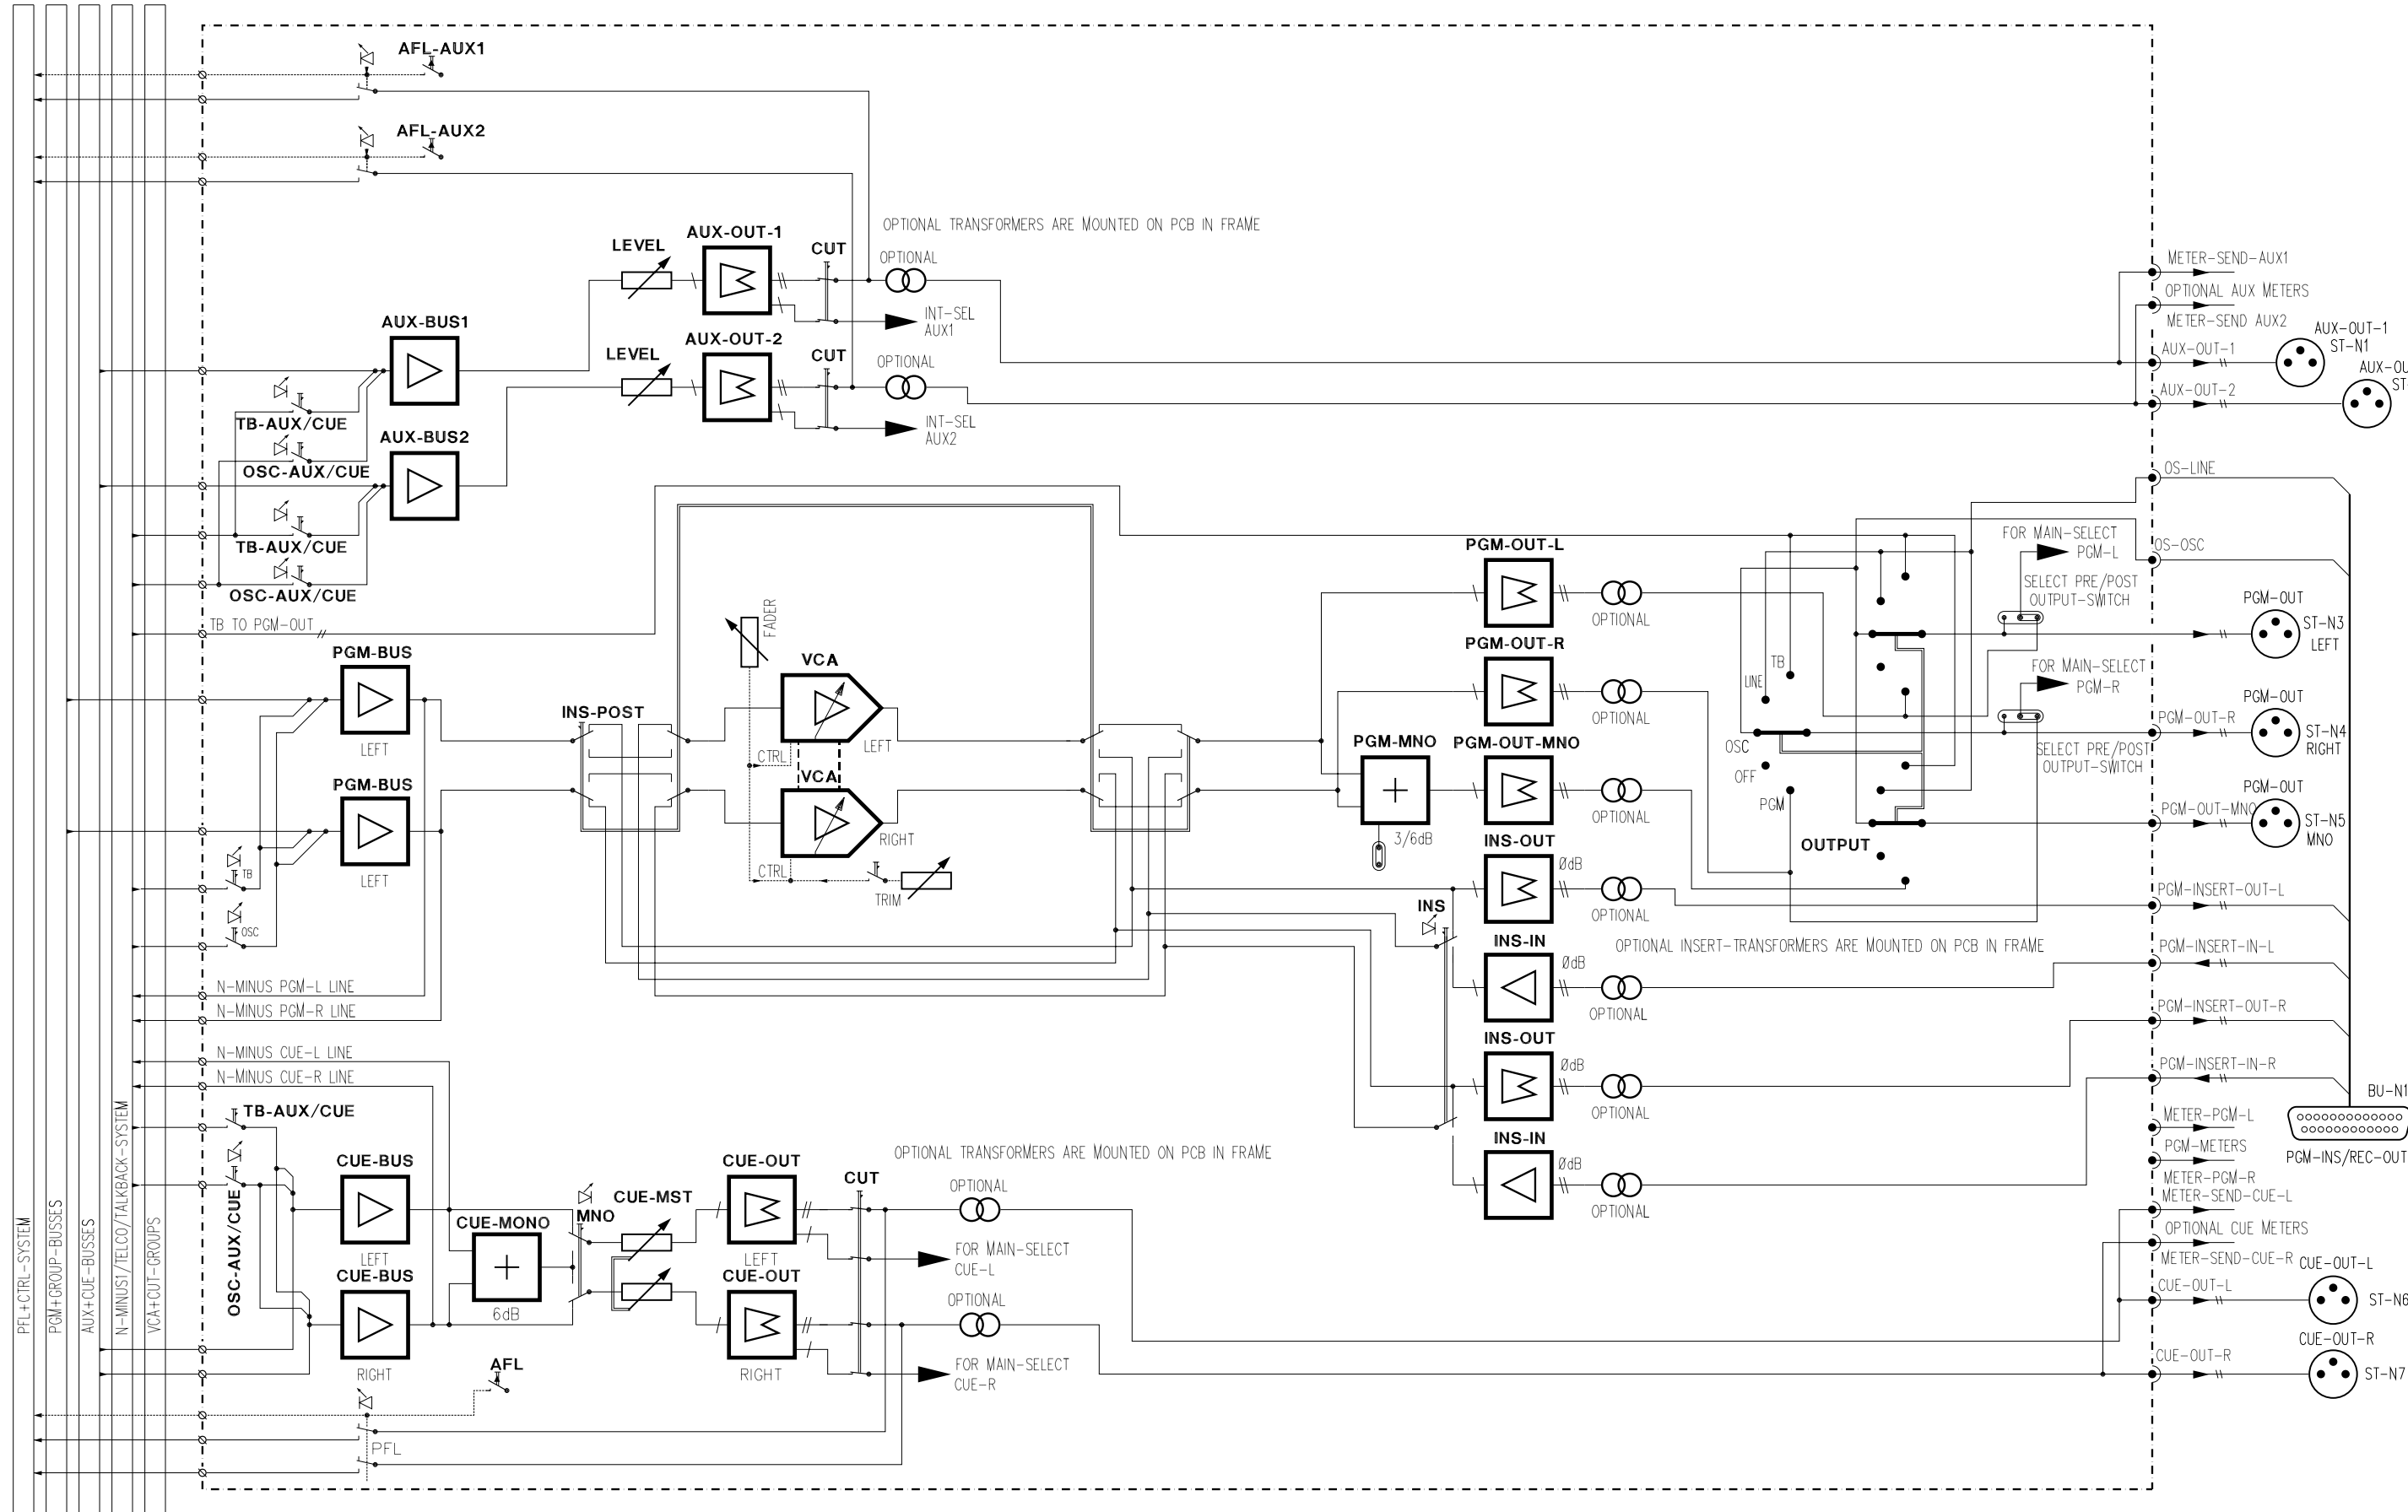 AFL-AUX1
AFL-AUX2
OPTIONAL TRANSFORMERS ARE MOUNTED ON PCB IN FRAME
LEVEL
AUX-OUT-1
CUT
OPTIONAL
INT-SEL
AUX1
AUX-BUS1
LEVEL
AUX-OUT-2
CUT
OPTIONAL
INT-SEL
AUX2
TB-AUX/CUE
AUX-BUS2
OSC-AUX/CUE
TB-AUX/CUE
OSC-AUX/CUE
METER-SEND-AUX1
OPTIONAL AUX METERS
METER-SEND AUX2
AUX-OUT-1
ST-N1
AUX-OUT-1
AUX-OUT-2
OS-LINE
OS-OSC
TB TO PGM-OUT
PGM-BUS
LEFT
PGM-BUS
LEFT
TB
OSC
INS-POST
FADER
VCA
LEFT
CTRL
VCA
RIGHT
CTRL
TRIM
PGM-OUT-L
OPTIONAL
PGM-OUT-R
OPTIONAL
PGM-MNO
3/6dB
PGM-OUT-MNO
OPTIONAL
INS-OUT
ØdB
OPTIONAL
INS
INS-IN
ØdB
OPTIONAL
OPTIONAL INSERT-TRANSFORMERS ARE MOUNTED ON PCB IN FRAME
INS-OUT
ØdB
OPTIONAL
INS-IN
ØdB
OPTIONAL
TB
LINE
OSC
OFF
PGM
OUTPUT
FOR MAIN-SELECT
PGM-L
SELECT PRE/POST
OUTPUT-SWITCH
FOR MAIN-SELECT
PGM-R
SELECT PRE/POST
OUTPUT-SWITCH
PGM-OUT
ST-N3
LEFT
PGM-OUT-R
PGM-OUT
ST-N4
RIGHT
PGM-OUT-MNO
PGM-OUT
ST-N5
MNO
PGM-INSERT-OUT-L
PGM-INSERT-IN-L
PGM-INSERT-OUT-R
PGM-INSERT-IN-R
BU-N1
PGM-INS/REC-OUT
METER-PGM-L
PGM-METERS
METER-PGM-R
METER-SEND-CUE-L
OPTIONAL CUE METERS
METER-SEND-CUE-R
CUE-OUT-L
CUE-OUT-L
ST-N6
CUE-OUT-R
CUE-OUT-R
ST-N7
N-MINUS PGM-L LINE
N-MINUS PGM-R LINE
N-MINUS CUE-L LINE
N-MINUS CUE-R LINE
TB-AUX/CUE
OSC-AUX/CUE
CUE-BUS
LEFT
CUE-BUS
RIGHT
CUE-MONO
6dB
MNO
CUE-MST
CUE-OUT
LEFT
CUE-OUT
RIGHT
CUT
OPTIONAL TRANSFORMERS ARE MOUNTED ON PCB IN FRAME
OPTIONAL
FOR MAIN-SELECT
CUE-L
OPTIONAL
FOR MAIN-SELECT
CUE-R
AFL
PFL
PFL+CTRL-SYSTEM
PGM+GROUP-BUSSES
AUX+CUE-BUSSES
N-MINUS1/TELCO/TALKBACK-SYSTEM
VCA+CUT-GROUPS